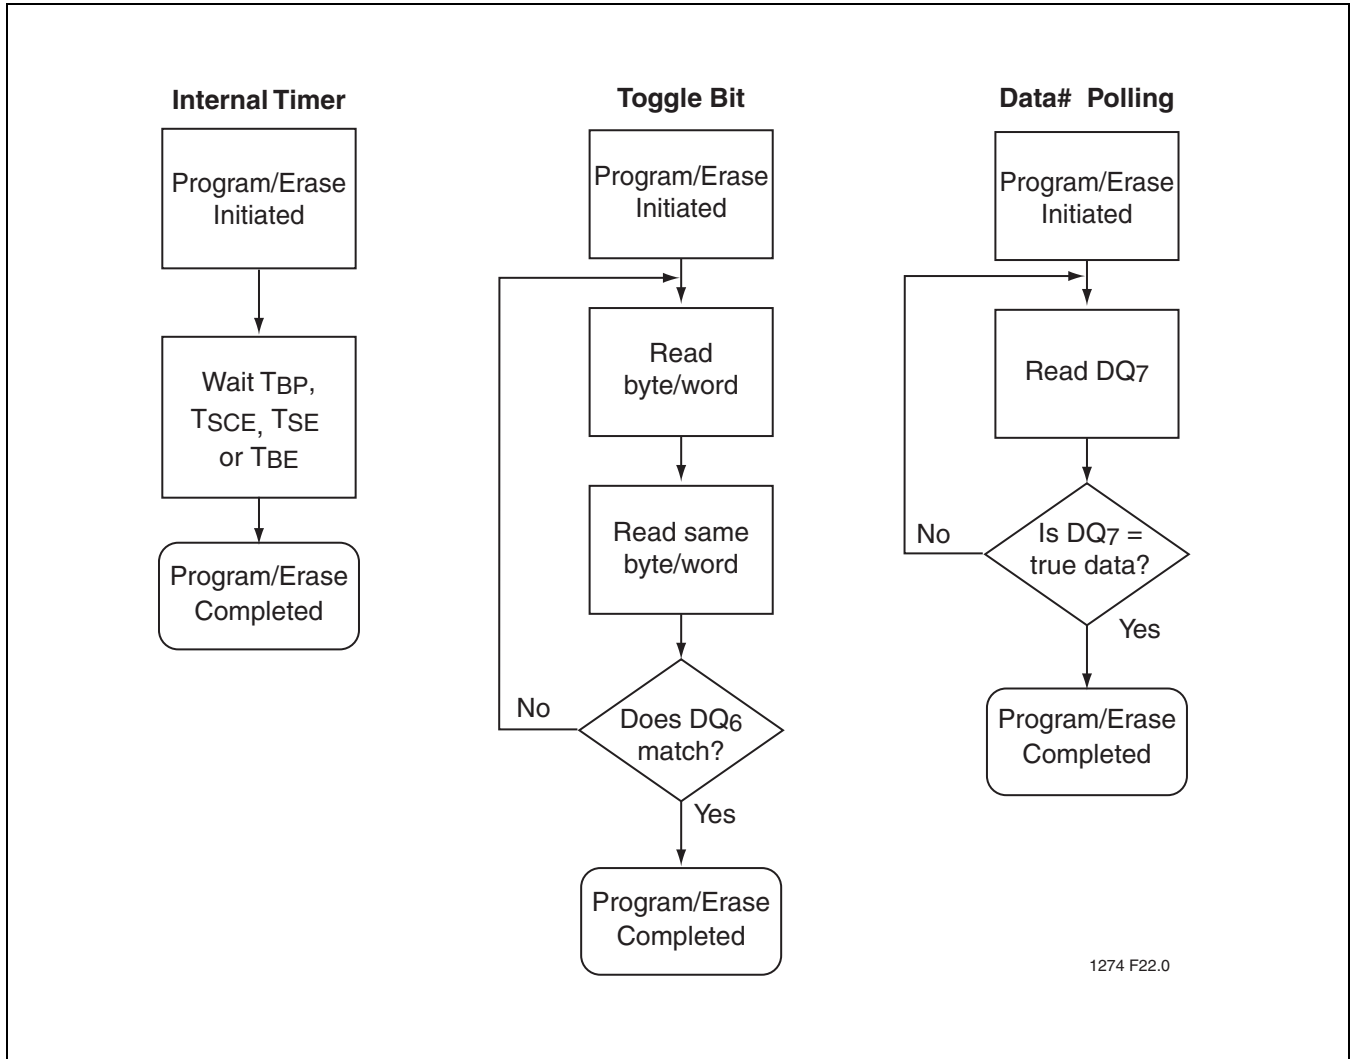 Internal Timer
Program/Erase
Initiated
Wait TBP,
TSCE, TSE
or TBE
Program/Erase
Completed
Toggle Bit
Program/Erase
Initiated
Read
byte/word
Read same
byte/word
Does DQ6
match?
No
Yes
Program/Erase
Completed
Data# Polling
Program/Erase
Initiated
Read DQ7
Is DQ7 =
true data?
No
Yes
Program/Erase
Completed
1274 F22.0